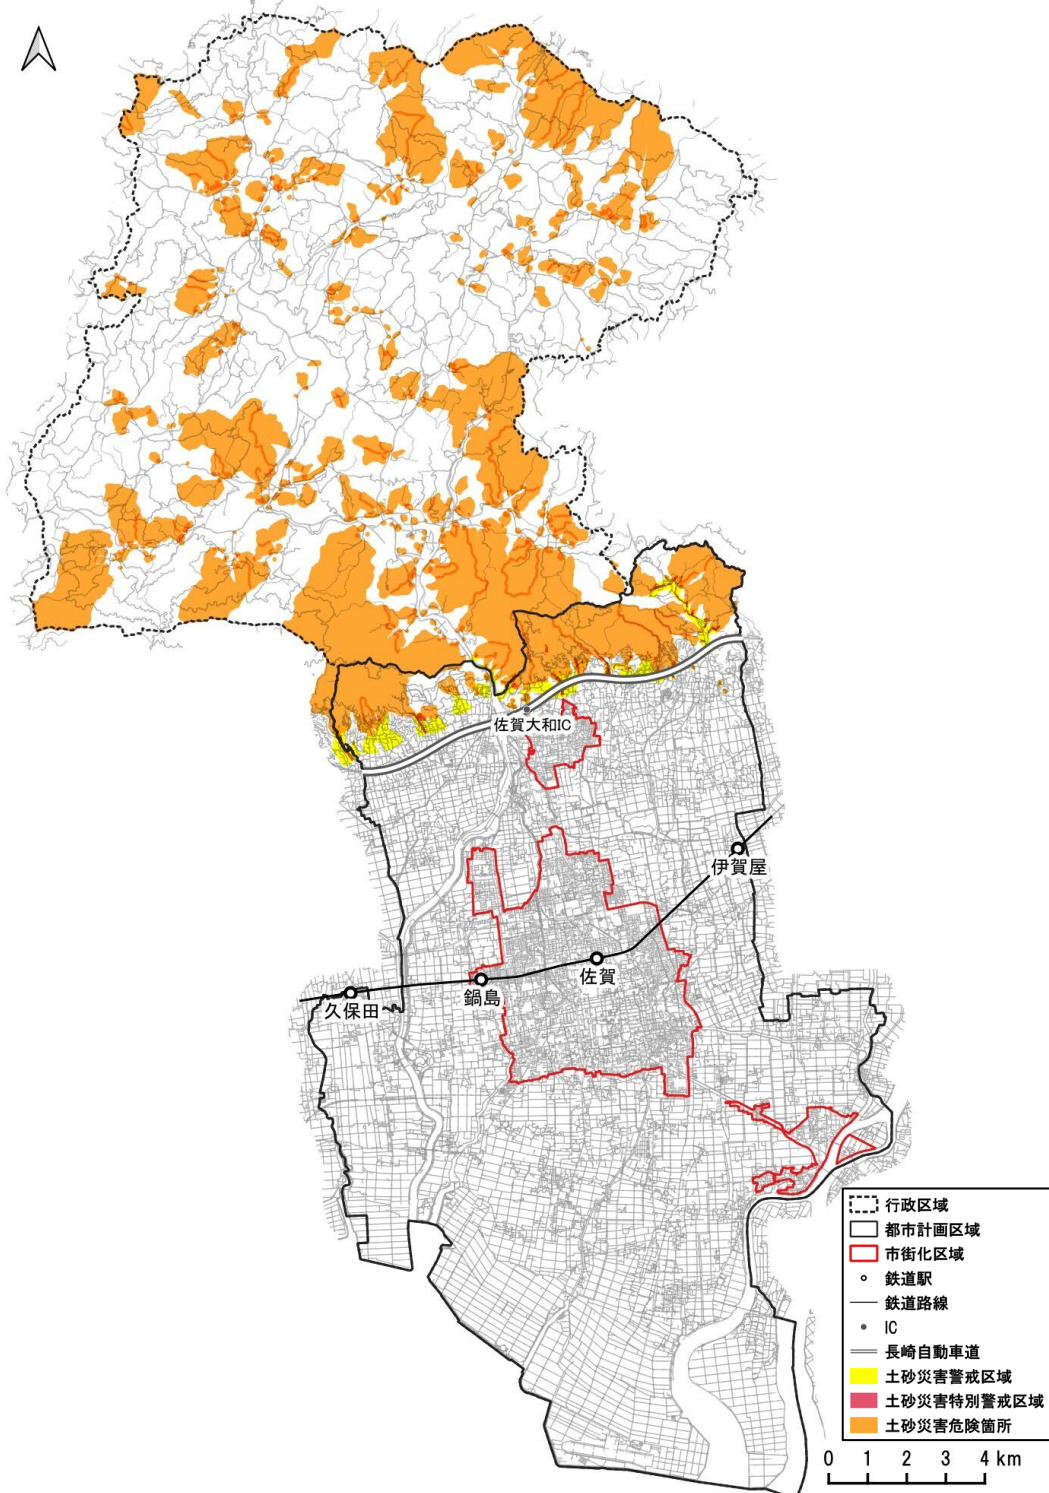 佐賀大和IC
伊賀屋
佐賀
鍋島
久保田
行政区域
都市計画区域
市街化区域
鉄道駅
鉄道路線
IC
長崎自動車道
土砂災害警戒区域
土砂災害特別警戒区域
土砂災害危険箇所
0 1 2 3 4 km